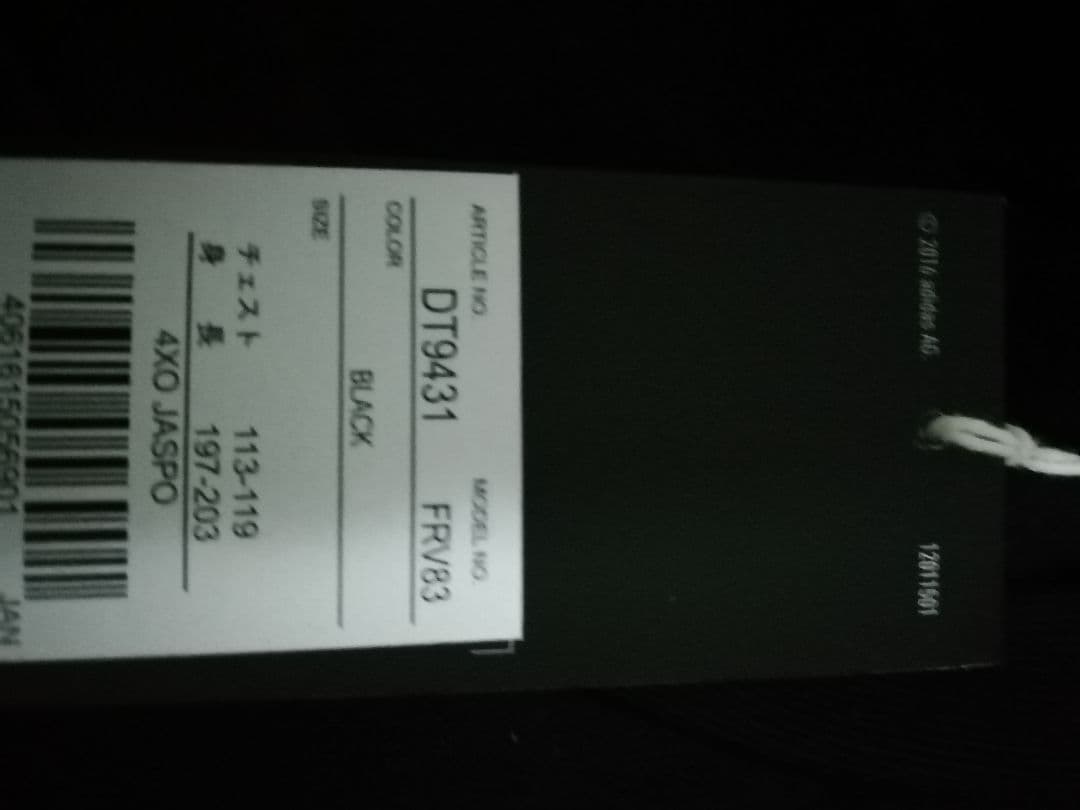 © 2016 adidas AG.
12011501
ARTICLE NO.
MODEL NO.
DT9431
FRV83
COLOR
BLACK
SIZE
チェスト 113-119
身 長 197-203
4XO JASPO
JAN